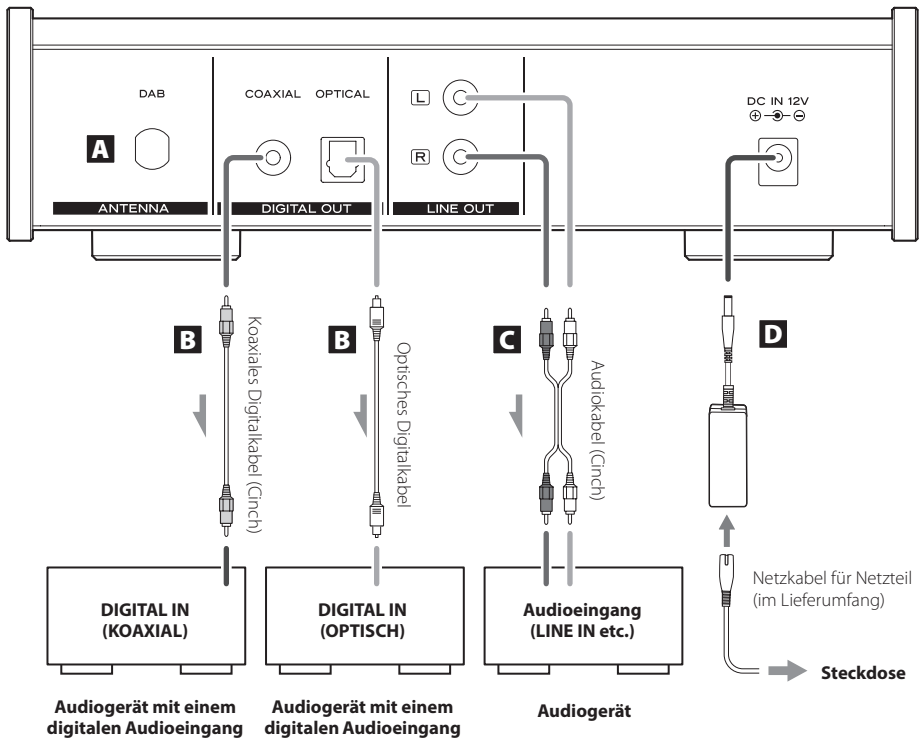 DAB
COAXIAL OPTICAL
L
R
DC IN 12V
A
ANTENNA
DIGITAL OUT
LINE OUT
B
Koaxiales Digitalkabel (Cinch)
B
Optisches Digitalkabel
C
Audiokabel (Cinch)
D
Netzkabel für Netzteil
(im Lieferumfang)
Steckdose
DIGITAL IN
(KOAXIAL)
DIGITAL IN
(OPTISCH)
Audioeingang
(LINE IN etc.)
Audiogerät mit einem
digitalen Audioeingang
Audiogerät mit einem
digitalen Audioeingang
Audiogerät